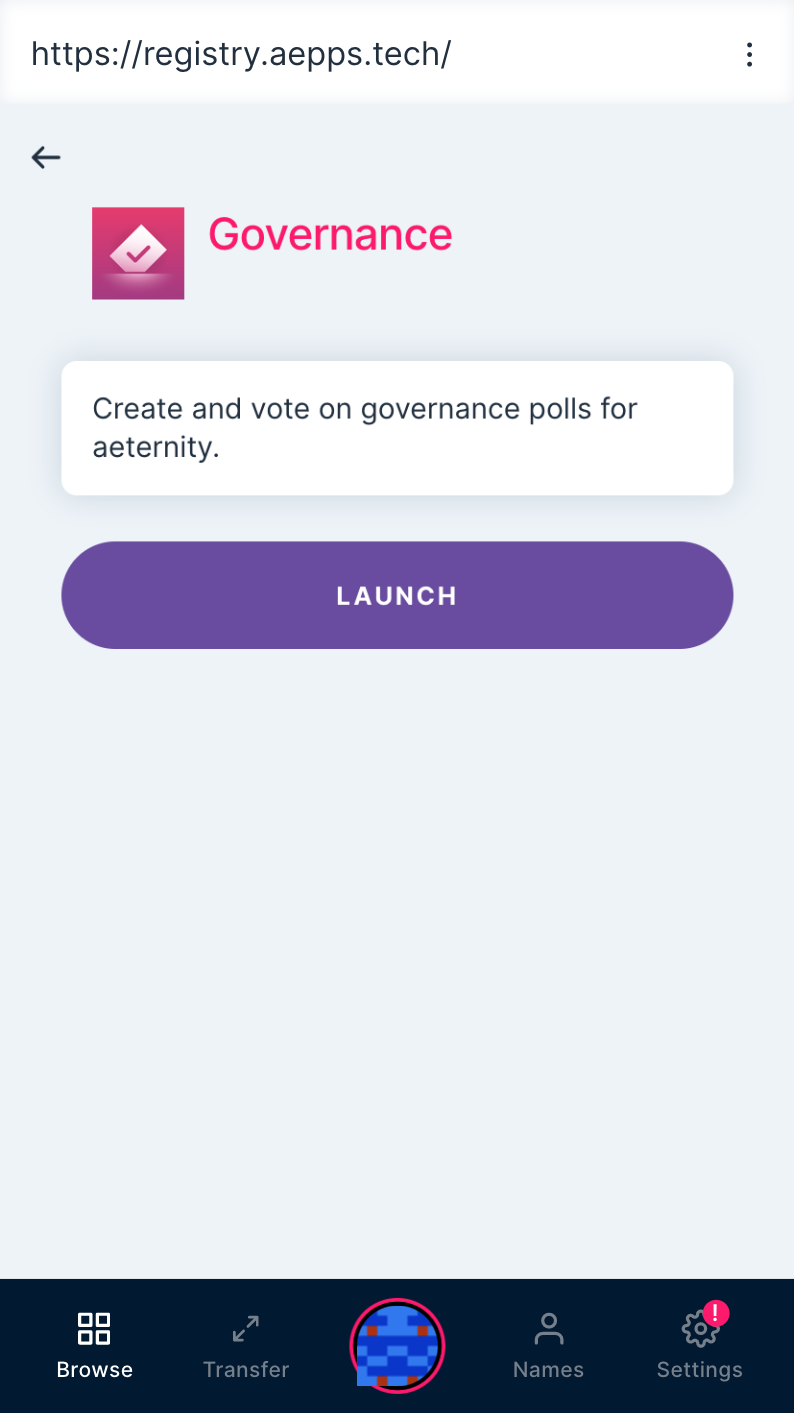 https://registry.aepps.tech/
Governance
Create and vote on governance polls for
aeternity.
LAUNCH
Browse
Transfer
Names
!
Settings